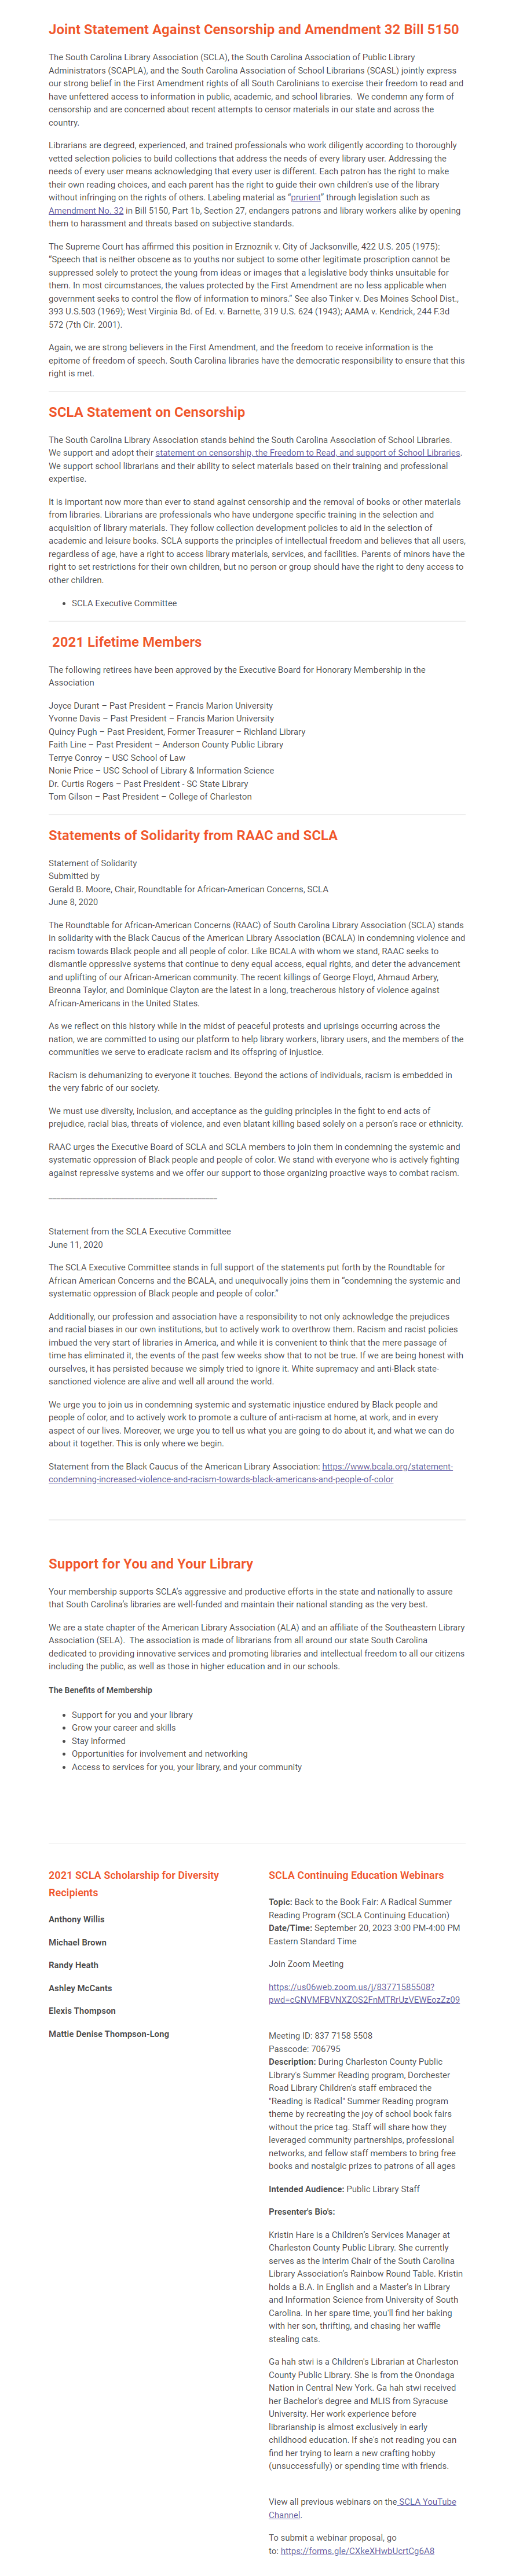 Joint Statement Against Censorship and Amendment 32 Bill 5150
The South Carolina Library Association (SCLA), the South Carolina Association of Public Library
Administrators (SCAPLA), and the South Carolina Association of School Librarians (SCASL) jointly express
our strong belief in the First Amendment rights of all South Carolinians to exercise their freedom to read and
have unfettered access to information in public, academic, and school libraries.  We condemn any form of
censorship and are concerned about recent attempts to censor materials in our state and across the
country.
Librarians are degreed, experienced, and trained professionals who work diligently according to thoroughly
vetted selection policies to build collections that address the needs of every library user. Addressing the
needs of every user means acknowledging that every user is different. Each patron has the right to make
their own reading choices, and each parent has the right to guide their own children's use of the library
without infringing on the rights of others. Labeling material as “prurient” through legislation such as
Amendment No. 32 in Bill 5150, Part 1b, Section 27, endangers patrons and library workers alike by opening
them to harassment and threats based on subjective standards.
The Supreme Court has affirmed this position in Erznoznik v. City of Jacksonville, 422 U.S. 205 (1975):
“Speech that is neither obscene as to youths nor subject to some other legitimate proscription cannot be
suppressed solely to protect the young from ideas or images that a legislative body thinks unsuitable for
them. In most circumstances, the values protected by the First Amendment are no less applicable when
government seeks to control the flow of information to minors.” See also Tinker v. Des Moines School Dist.,
393 U.S.503 (1969); West Virginia Bd. of Ed. v. Barnette, 319 U.S. 624 (1943); AAMA v. Kendrick, 244 F.3d
572 (7th Cir. 2001).
Again, we are strong believers in the First Amendment, and the freedom to receive information is the
epitome of freedom of speech. South Carolina libraries have the democratic responsibility to ensure that this
right is met.
SCLA Statement on Censorship
The South Carolina Library Association stands behind the South Carolina Association of School Libraries.
We support and adopt their statement on censorship, the Freedom to Read, and support of School Libraries.
We support school librarians and their ability to select materials based on their training and professional
expertise.
It is important now more than ever to stand against censorship and the removal of books or other materials
from libraries. Librarians are professionals who have undergone specific training in the selection and
acquisition of library materials. They follow collection development policies to aid in the selection of
academic and leisure books. SCLA supports the principles of intellectual freedom and believes that all users,
regardless of age, have a right to access library materials, services, and facilities. Parents of minors have the
right to set restrictions for their own children, but no person or group should have the right to deny access to
other children.
• SCLA Executive Committee
2021 Lifetime Members
The following retirees have been approved by the Executive Board for Honorary Membership in the
Association
Joyce Durant – Past President – Francis Marion University
Yvonne Davis – Past President – Francis Marion University
Quincy Pugh – Past President, Former Treasurer – Richland Library
Faith Line – Past President – Anderson County Public Library
Terrye Conroy – USC School of Law
Nonie Price – USC School of Library & Information Science
Dr. Curtis Rogers – Past President - SC State Library
Tom Gilson – Past President – College of Charleston
Statements of Solidarity from RAAC and SCLA
Statement of Solidarity
Submitted by
Gerald B. Moore, Chair, Roundtable for African-American Concerns, SCLA
June 8, 2020
The Roundtable for African-American Concerns (RAAC) of South Carolina Library Association (SCLA) stands
in solidarity with the Black Caucus of the American Library Association (BCALA) in condemning violence and
racism towards Black people and all people of color. Like BCALA with whom we stand, RAAC seeks to
dismantle oppressive systems that continue to deny equal access, equal rights, and deter the advancement
and uplifting of our African-American community. The recent killings of George Floyd, Ahmaud Arbery,
Breonna Taylor, and Dominique Clayton are the latest in a long, treacherous history of violence against
African-Americans in the United States.
As we reflect on this history while in the midst of peaceful protests and uprisings occurring across the
nation, we are committed to using our platform to help library workers, library users, and the members of the
communities we serve to eradicate racism and its offspring of injustice.
Racism is dehumanizing to everyone it touches. Beyond the actions of individuals, racism is embedded in
the very fabric of our society.
We must use diversity, inclusion, and acceptance as the guiding principles in the fight to end acts of
prejudice, racial bias, threats of violence, and even blatant killing based solely on a person’s race or ethnicity.
RAAC urges the Executive Board of SCLA and SCLA members to join them in condemning the systemic and
systematic oppression of Black people and people of color. We stand with everyone who is actively fighting
against repressive systems and we offer our support to those organizing proactive ways to combat racism.
___________________________________________
Statement from the SCLA Executive Committee
June 11, 2020
The SCLA Executive Committee stands in full support of the statements put forth by the Roundtable for
African American Concerns and the BCALA, and unequivocally joins them in “condemning the systemic and
systematic oppression of Black people and people of color.”
Additionally, our profession and association have a responsibility to not only acknowledge the prejudices
and racial biases in our own institutions, but to actively work to overthrow them. Racism and racist policies
imbued the very start of libraries in America, and while it is convenient to think that the mere passage of
time has eliminated it, the events of the past few weeks show that to not be true. If we are being honest with
ourselves, it has persisted because we simply tried to ignore it. White supremacy and anti-Black state-
sanctioned violence are alive and well all around the world.
We urge you to join us in condemning systemic and systematic injustice endured by Black people and
people of color, and to actively work to promote a culture of anti-racism at home, at work, and in every
aspect of our lives. Moreover, we urge you to tell us what you are going to do about it, and what we can do
about it together. This is only where we begin.
Statement from the Black Caucus of the American Library Association: https://www.bcala.org/statement-
condemning-increased-violence-and-racism-towards-black-americans-and-people-of-color
Support for You and Your Library
Your membership supports SCLA’s aggressive and productive efforts in the state and nationally to assure
that South Carolina’s libraries are well-funded and maintain their national standing as the very best.
We are a state chapter of the American Library Association (ALA) and an affiliate of the Southeastern Library
Association (SELA).  The association is made of librarians from all around our state South Carolina
dedicated to providing innovative services and promoting libraries and intellectual freedom to all our citizens
including the public, as well as those in higher education and in our schools.
The Benefits of Membership
• Support for you and your library
• Grow your career and skills
• Stay informed
• Opportunities for involvement and networking
• Access to services for you, your library, and your community
2021 SCLA Scholarship for Diversity
Recipients
Anthony Willis
Michael Brown
Randy Heath
Ashley McCants
Elexis Thompson
Mattie Denise Thompson-Long
SCLA Continuing Education Webinars
Topic: Back to the Book Fair: A Radical Summer
Reading Program (SCLA Continuing Education)
Date/Time: September 20, 2023 3:00 PM-4:00 PM
Eastern Standard Time
Join Zoom Meeting
https://us06web.zoom.us/j/83771585508?
pwd=cGNVMFBVNXZOS2FnMTRrUzVEWEozZz09
Meeting ID: 837 7158 5508
Passcode: 706795
Description: During Charleston County Public
Library's Summer Reading program, Dorchester
Road Library Children's staff embraced the
"Reading is Radical" Summer Reading program
theme by recreating the joy of school book fairs
without the price tag. Staff will share how they
leveraged community partnerships, professional
networks, and fellow staff members to bring free
books and nostalgic prizes to patrons of all ages
Intended Audience: Public Library Staff
Presenter's Bio's:
Kristin Hare is a Children’s Services Manager at
Charleston County Public Library. She currently
serves as the interim Chair of the South Carolina
Library Association’s Rainbow Round Table. Kristin
holds a B.A. in English and a Master’s in Library
and Information Science from University of South
Carolina. In her spare time, you'll find her baking
with her son, thrifting, and chasing her waffle
stealing cats.
Ga hah stwi is a Children's Librarian at Charleston
County Public Library. She is from the Onondaga
Nation in Central New York. Ga hah stwi received
her Bachelor's degree and MLIS from Syracuse
University. Her work experience before
librarianship is almost exclusively in early
childhood education. If she's not reading you can
find her trying to learn a new crafting hobby
(unsuccessfully) or spending time with friends.
View all previous webinars on the SCLA YouTube
Channel.
To submit a webinar proposal, go
to: https://forms.gle/CXkeXHwbUcrtCg6A8